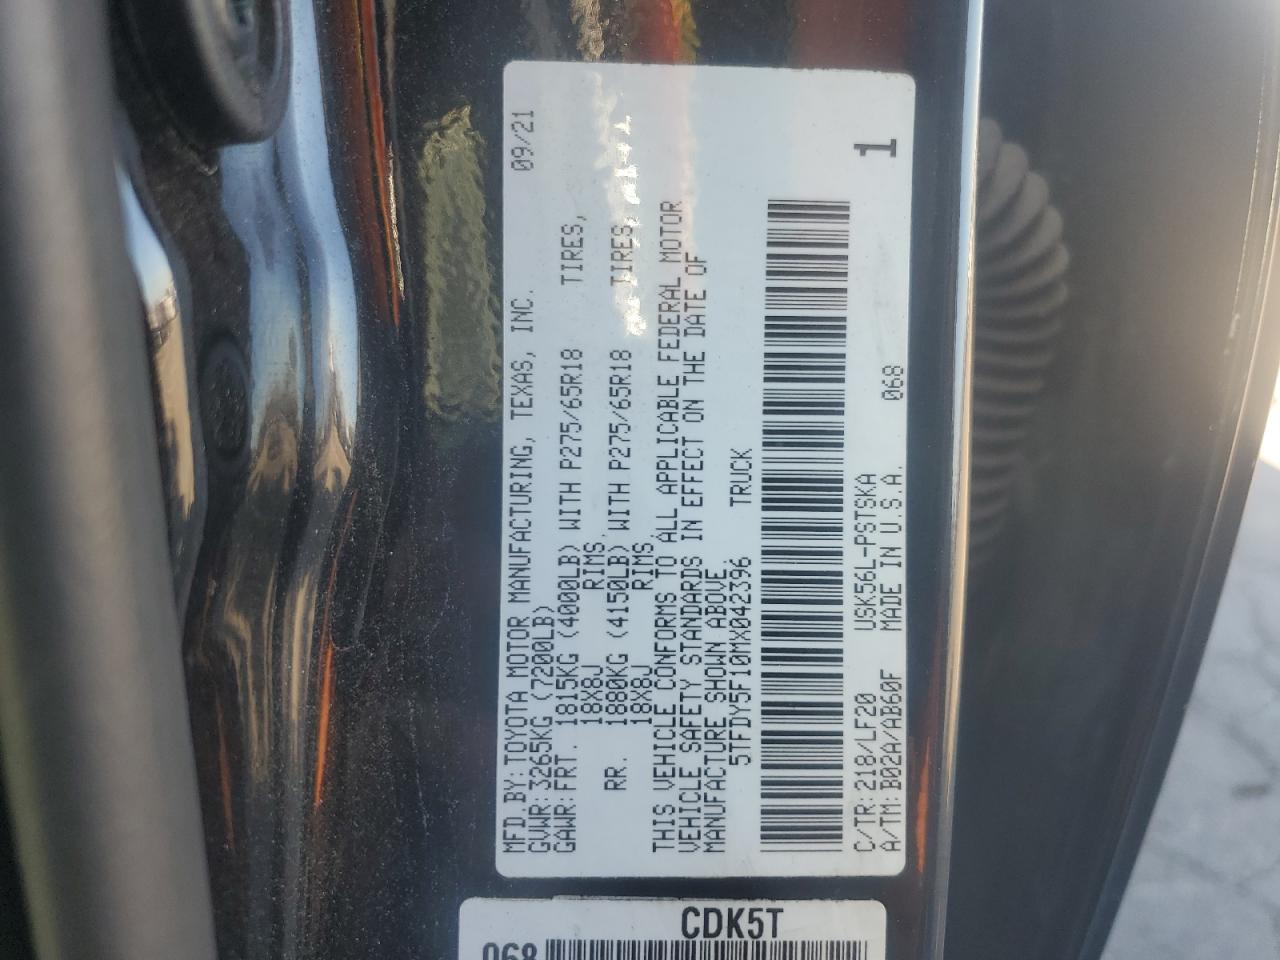 MFD.BY:TOYOTA MOTOR MANUFACTURING, TEXAS, INC. 09/21
GVWR:3265KG (7200LB)
GAWR:FRT. 1815KG (4000LB) WITH P275/65R18 TIRES,
18X8J RIMS,
RR. 1880KG (4150LB) WITH P275/65R18 TIRES,
18X8J RIMS,
THIS VEHICLE CONFORMS TO ALL APPLICABLE FEDERAL MOTOR
VEHICLE SAFETY STANDARDS IN EFFECT ON THE DATE OF
MANUFACTURE SHOWN ABOVE.
5TFDY5F10MX042396 TRUCK
1
C/TR:218/LF20 USK56L-PSTSKA
A/TM:B02A/AB60F MADE IN U.S.A. 068
CDK5T
068